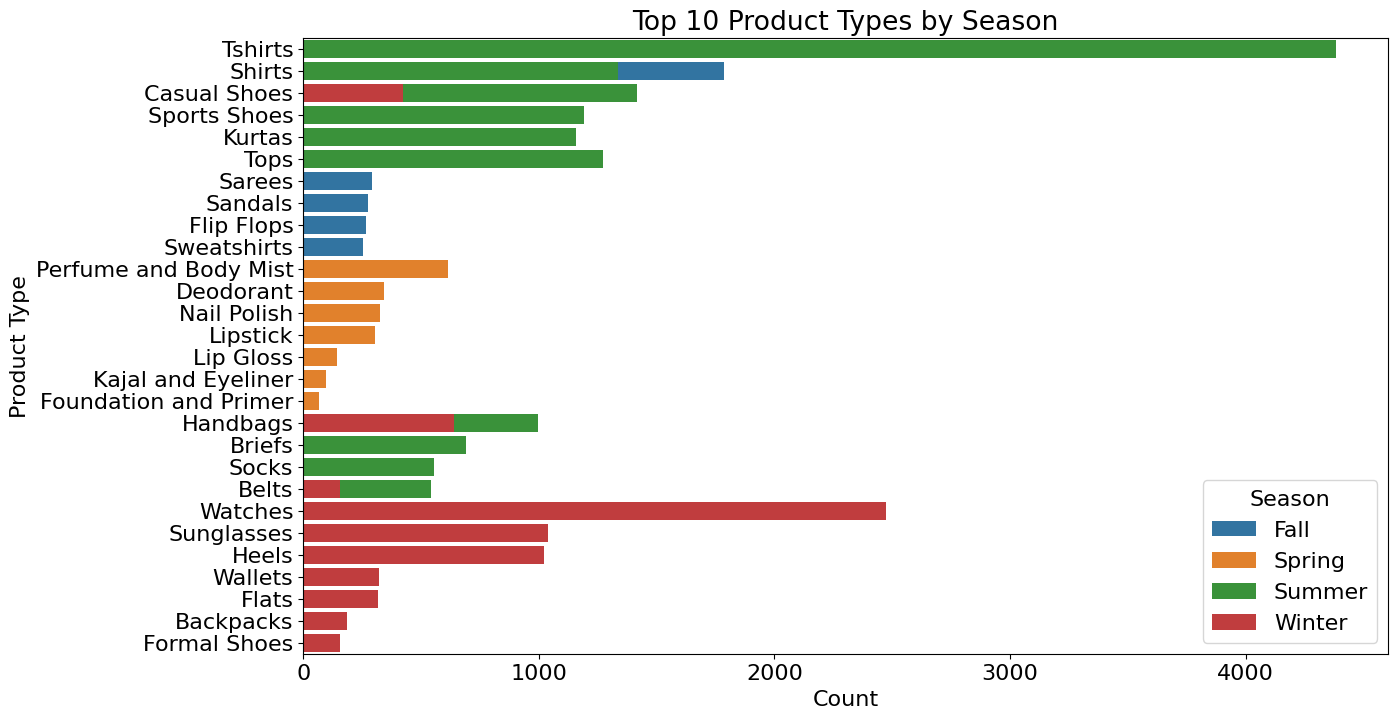 Top 10 Product Types by Season
Product Type
Tshirts
Shirts
Casual Shoes
Sports Shoes
Kurtas
Tops
Sarees
Sandals
Flip Flops
Sweatshirts
Perfume and Body Mist
Deodorant
Nail Polish
Lipstick
Lip Gloss
Kajal and Eyeliner
Foundation and Primer
Handbags
Briefs
Socks
Belts
Watches
Sunglasses
Heels
Wallets
Flats
Backpacks
Formal Shoes
Season
Fall
Spring
Summer
Winter
0 1000 2000 3000 4000
Count